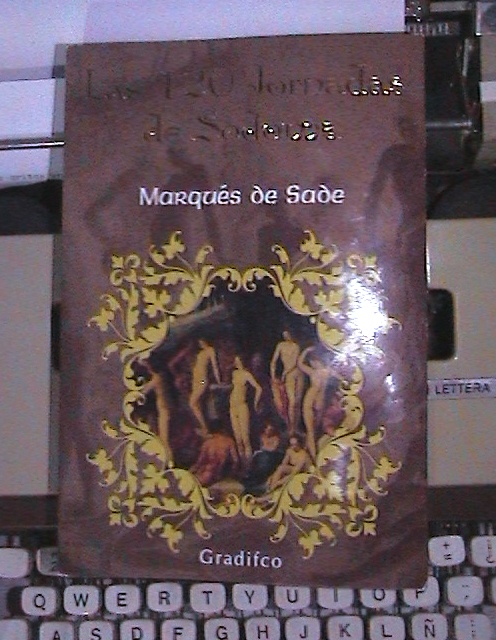 Las 120 Jornadas
de Sodoma
Marqués de Sade
LETTERA
Gradifco
Q W E R T Y U I O P
A S D F G H J K L Ñ